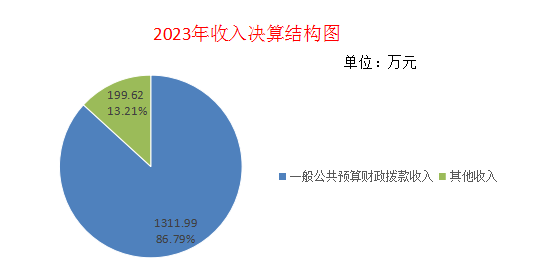 2023年收入决算结构图
单位：万元
199.62
13.21%
一般公共预算财政拨款收入 其他收入
1311.99
86.79%